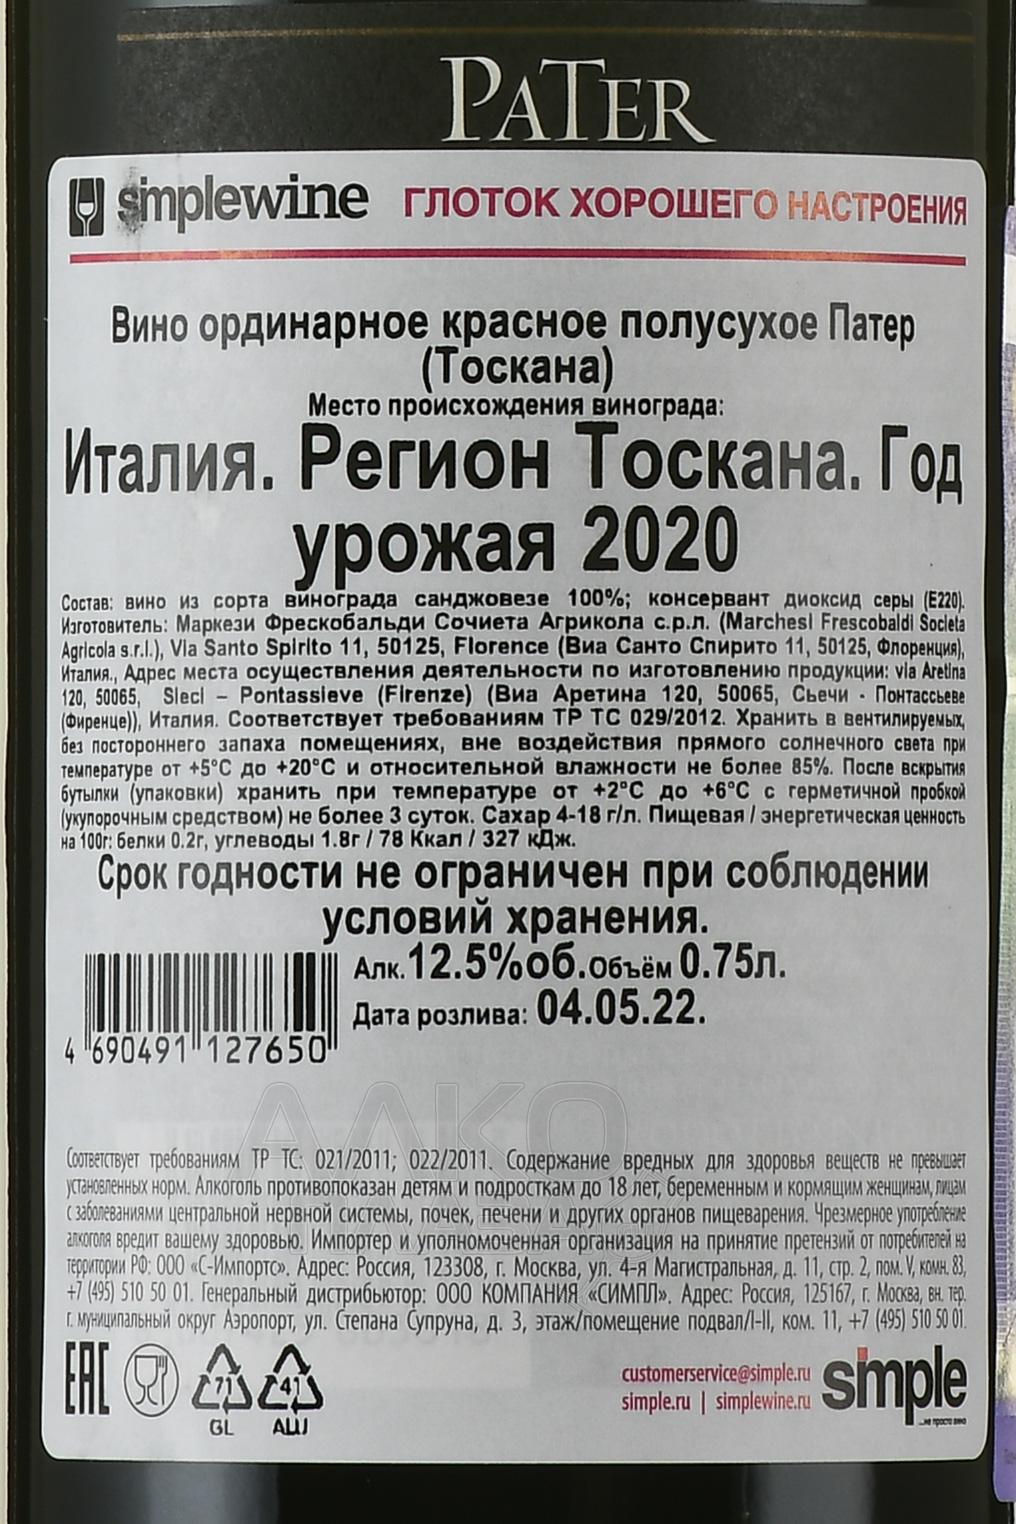 PATER
simplewine ГЛОТОК ХОРОШЕГО НАСТРОЕНИЯ
Вино ординарное красное полусухое Патер
(Тоскана)
Место происхождения винограда:
Италия. Регион Тоскана. Год
урожая 2020
Состав: вино из сорта винограда санджовезе 100%; консервант диоксид серы (Е220).
Изготовитель: Маркези Фрескобальди Сочиета Агрикола с.р.л. (Marchesi Frescobaldi Societa
Agricola s.r.l.), Via Santo Spirito 11, 50125, Florence (Виа Санто Спирито 11, 50125, Флоренция),
Италия., Адрес места осуществления деятельности по изготовлению продукции: via Aretina
120, 50065, Sieci – Pontassieve (Firenze) (Виа Аретина 120, 50065, Сьечи - Понтассьеве
(Фиренце)), Италия. Соответствует требованиям ТР ТС 029/2012. Хранить в вентилируемых,
без постороннего запаха помещениях, вне воздействия прямого солнечного света при
температуре от +5°С до +20°С и относительной влажности не более 85%. После вскрытия
бутылки (упаковки) хранить при температуре от +2°С до +6°С с герметичной пробкой
(укупорочным средством) не более 3 суток. Сахар 4-18 г/л. Пищевая / энергетическая ценность
на 100г: белки 0.2г, углеводы 1.8г / 78 Ккал / 327 кДж.
Срок годности не ограничен при соблюдении
условий хранения.
Алк. 12.5%об. Объём 0.75л.
Дата розлива: 04.05.22.
4 690491 127650
АЛКО
Соответствует требованиям ТР ТС: 021/2011; 022/2011. Содержание вредных для здоровья веществ не превышает
установленных норм. Алкоголь противопоказан детям и подросткам до 18 лет, беременным и кормящим женщинам, лицам
с заболеваниями центральной нервной системы, почек, печени и других органов пищеварения. Чрезмерное употребление
алкоголя вредит вашему здоровью. Импортер и уполномоченная организация на принятие претензий от потребителей на
территории РФ: ООО «С-Импортс». Адрес: Россия, 123308, г. Москва, ул. 4-я Магистральная, д. 11, стр. 2, пом. V, комн. 83,
+7 (495) 510 50 01. Генеральный дистрибьютор: ООО КОМПАНИЯ «СИМПЛ». Адрес: Россия, 125167, г. Москва, вн. тер.
г. муниципальный округ Аэропорт, ул. Степана Супруна, д. 3, этаж/помещение подвал/I-II, ком. 11, +7 (495) 510 50 01.
EAC 71 41 customerservice@simple.ru simple
GL ALU simple.ru | simplewine.ru ...не просто вино